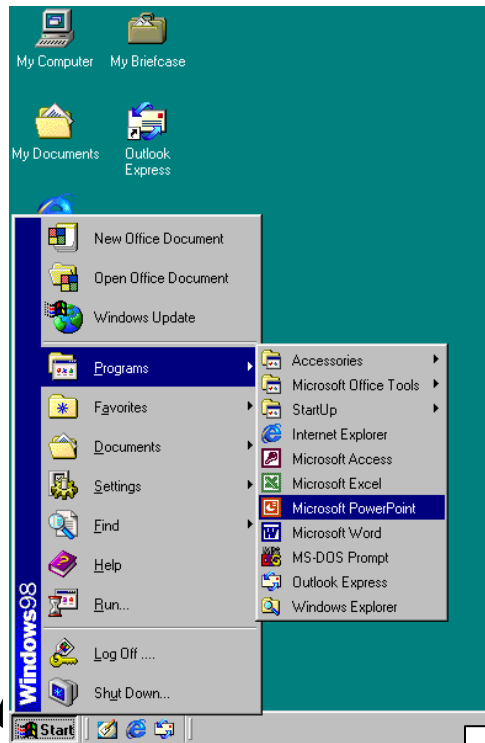 My Computer
My Briefcase
My Documents
Outlook
Express
New Office Document
Open Office Document
Windows Update
Programs
Favorites
Documents
Settings
Find
Help
Run...
Log Off ....
Shut Down...
Windows98
Accessories
Microsoft Office Tools
StartUp
Internet Explorer
Microsoft Access
Microsoft Excel
Microsoft PowerPoint
Microsoft Word
MS-DOS Prompt
Outlook Express
Windows Explorer
Start